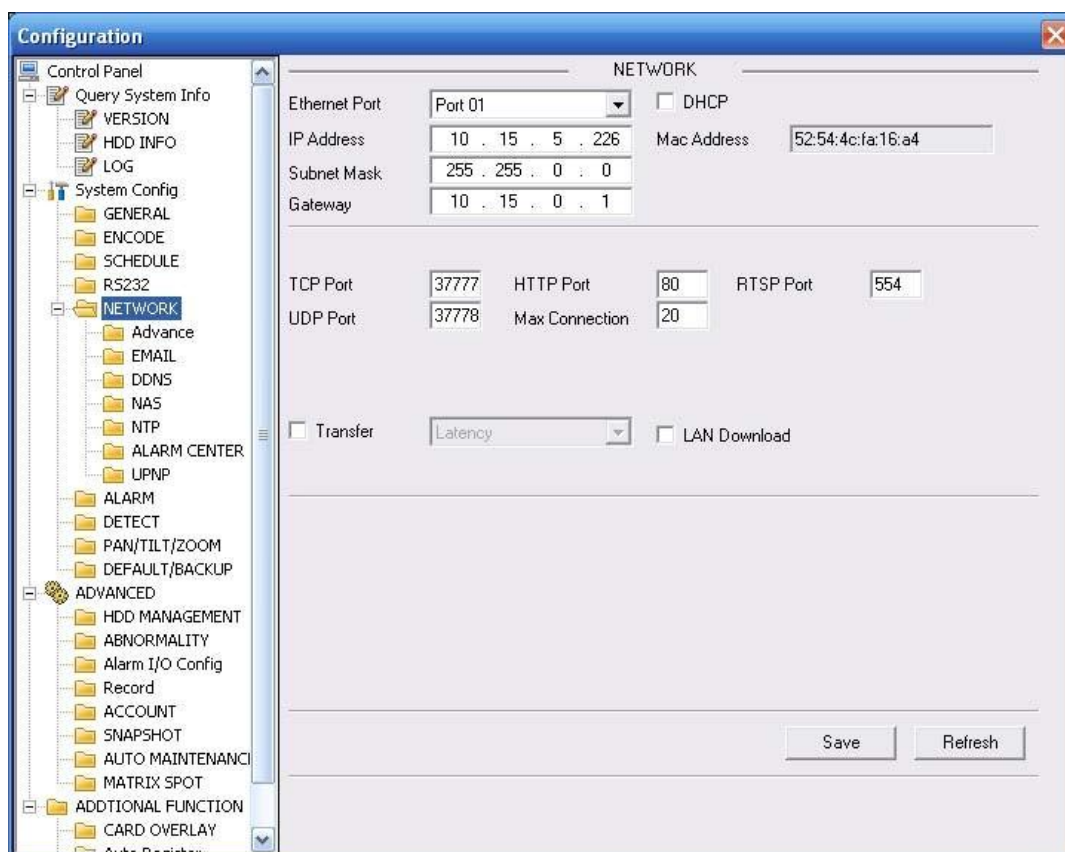 Configuration
Control Panel
Query System Info
VERSION
HDD INFO
LOG
System Config
GENERAL
ENCODE
SCHEDULE
RS232
NETWORK
Advance
EMAIL
DDNS
NAS
NTP
ALARM CENTER
UPNP
ALARM
DETECT
PAN/TILT/ZOOM
DEFAULT/BACKUP
ADVANCED
HDD MANAGEMENT
ABNORMALITY
Alarm I/O Config
Record
ACCOUNT
SNAPSHOT
AUTO MAINTENANC
MATRIX SPOT
ADDTIONAL FUNCTION
CARD OVERLAY
Auto Register
NETWORK
Ethernet Port Port 01 DHCP
IP Address 10 . 15 . 5 . 226 Mac Address 52:54:4c:fa:16:a4
Subnet Mask 255 . 255 . 0 . 0
Gateway 10 . 15 . 0 . 1
TCP Port 37777 HTTP Port 80 RTSP Port 554
UDP Port 37778 Max Connection 20
Transfer Latency LAN Download
Save Refresh